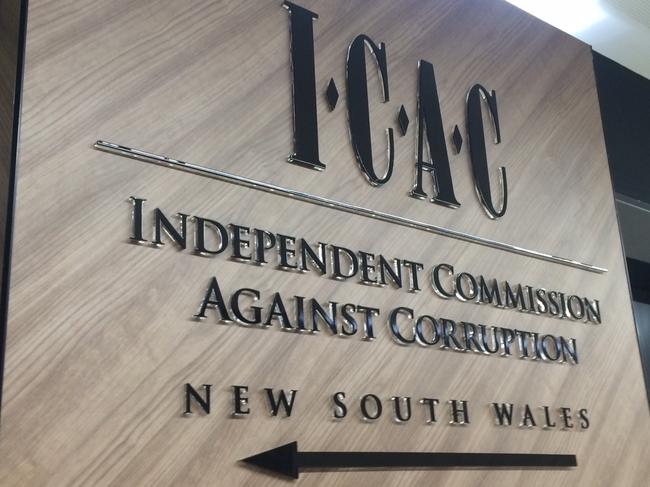 I·C·A·C
INDEPENDENT COMMISSION
AGAINST CORRUPTION
NEW SOUTH WALES